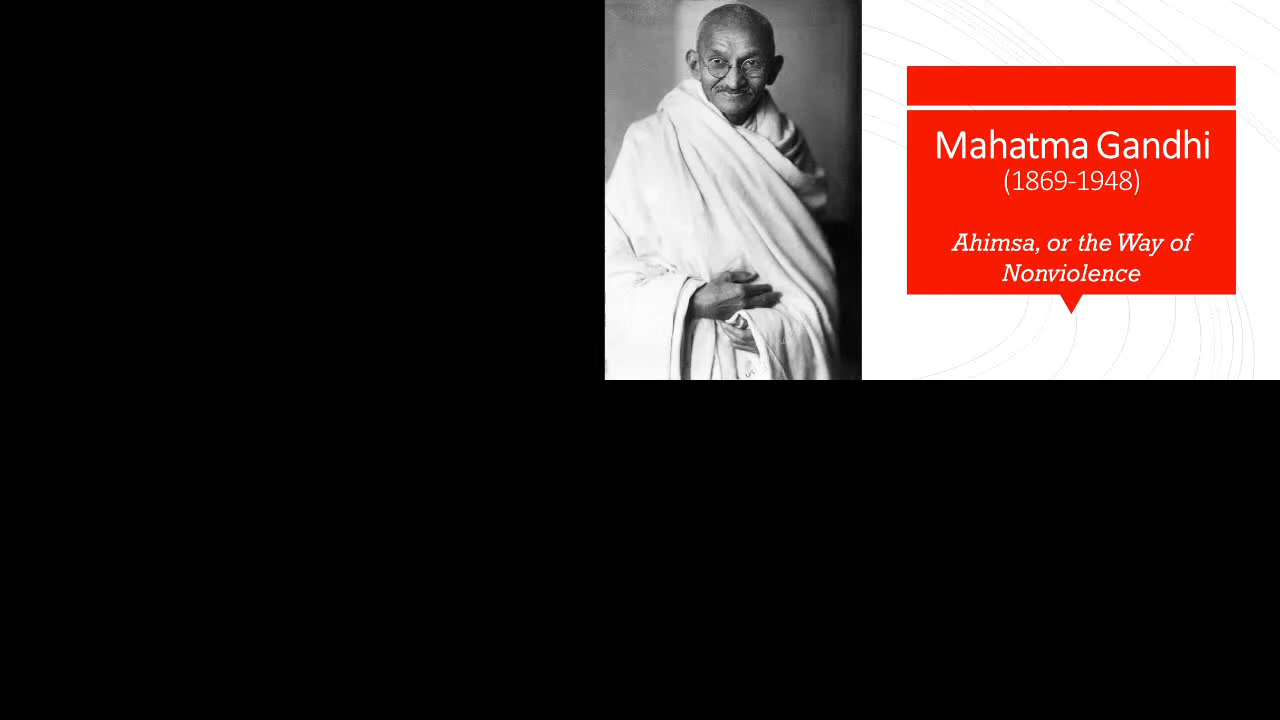 Mahatma Gandhi
(1869-1948)
Ahimsa, or the Way of
Nonviolence